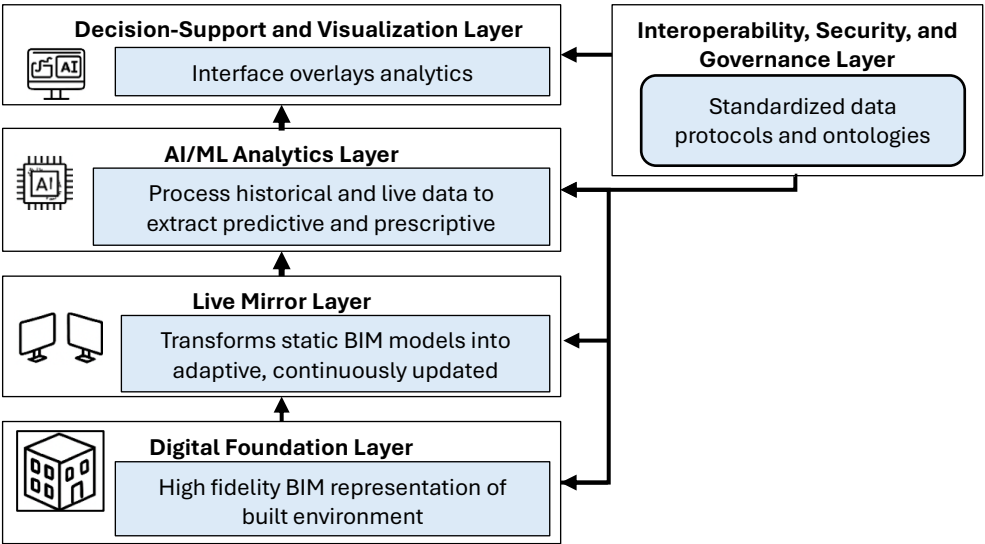 Decision-Support and Visualization Layer
AI
Interface overlays analytics
AI/ML Analytics Layer
AI
Process historical and live data to
extract predictive and prescriptive
Live Mirror Layer
Transforms static BIM models into
adaptive, continuously updated
Digital Foundation Layer
High fidelity BIM representation of
built environment
Interoperability, Security, and
Governance Layer
Standardized data
protocols and ontologies